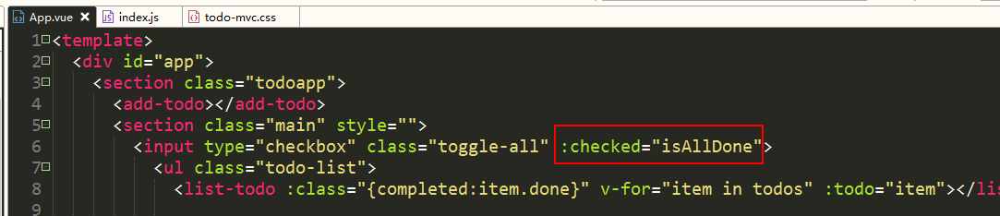 App.vue index.js todo-mvc.css
1 <template>
2 <div id="app">
3 <section class="todoapp">
4 <add-todo></add-todo>
5 <section class="main" style="">
6 <input type="checkbox" class="toggle-all" :checked="isAllDone">
7 <ul class="todo-list">
8 <list-todo :class="{completed:item.done}" v-for="item in todos" :todo="item"></lis
9